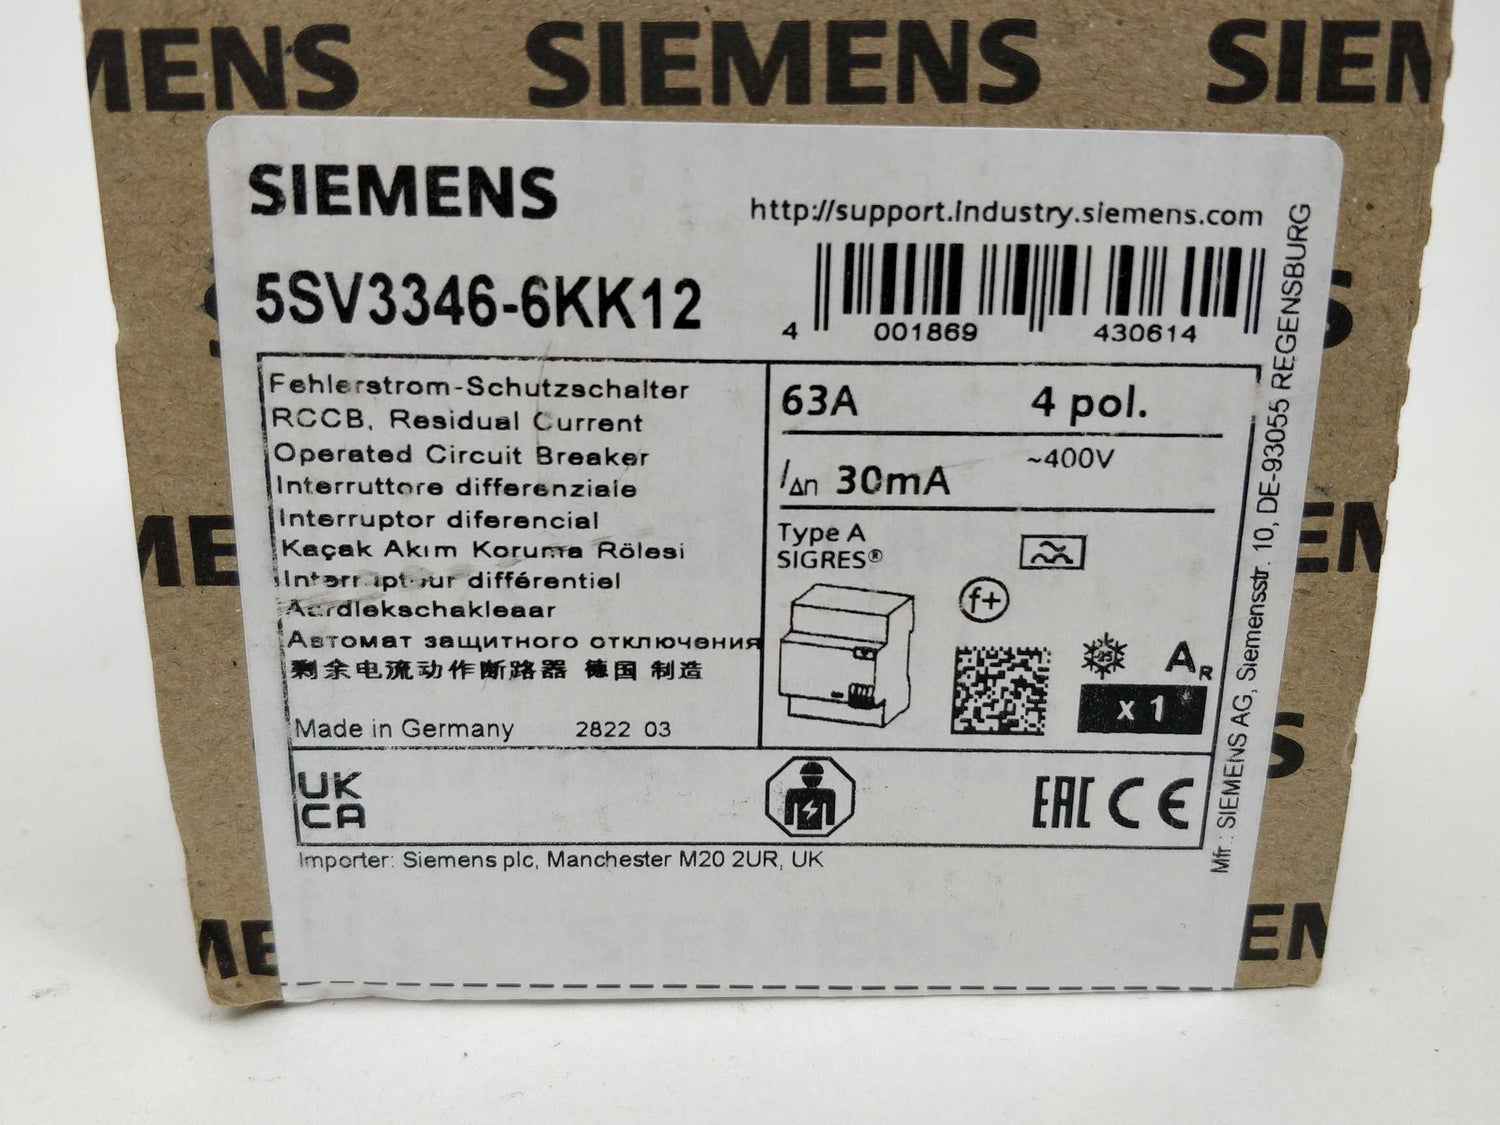 SIEMENS
SIEMENS
http://support.industry.siemens.com
5SV3346-6KK12
4 001869 430614
Fehlerstrom-Schutzschalter
RCCB, Residual Current
Operated Circuit Breaker
Interruttore differenziale
Interruptor diferencial
Kaçak Akım Koruma Rölesi
Interrupteur différentiel
Aardlekschakleaar
Автомат защитного отключения
剩余电流动作断路器 德国 制造
Made in Germany 2822 03
63A 4 pol.
I∆n 30mA ~400V
Type A
SIGRES®
f+
AR
x 1
UK
CA
EAC CE
Importer: Siemens plc, Manchester M20 2UR, UK
Mfr.: SIEMENS AG, Siemensstr. 10, DE-93055 REGENSBURG